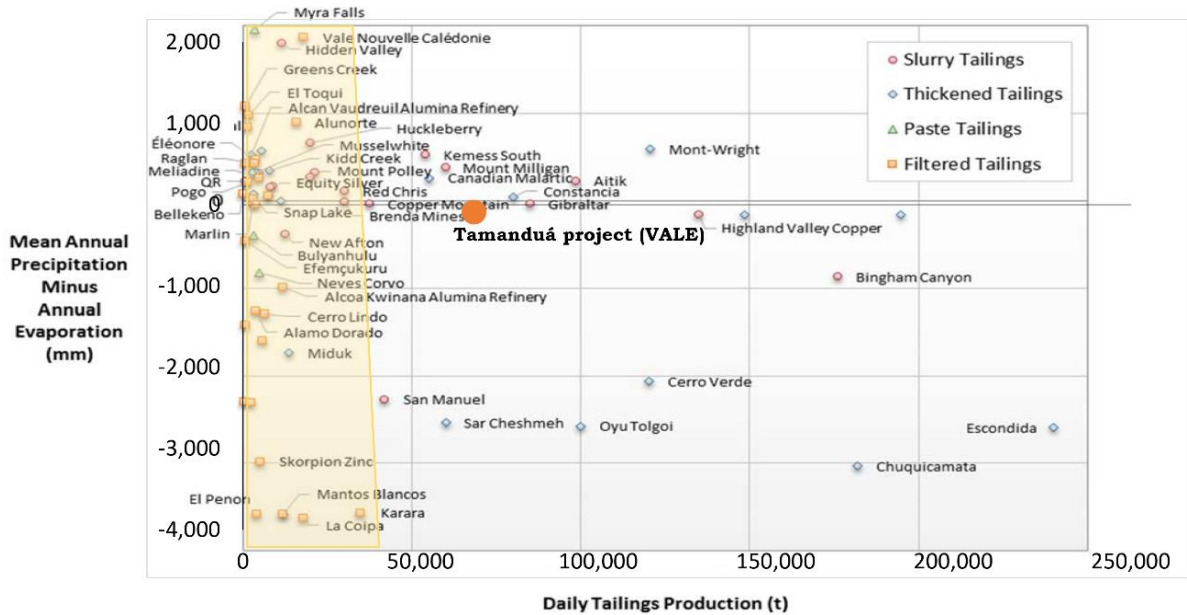 Myra Falls
Vale Nouvelle Calédonie
Hidden Valley
2,000
Slurry Tailings
Greens Creek
El Toqui
Thickened Tailings
Alcan Vaudreuil Alumina Refinery
1,000
Alunorte
Huckleberry
Paste Tailings
Éléonore
Musselwhite
Kemess South
Mont-Wright
Raglan
Kidd Creek
Filtered Tailings
Meliadine
Mount Polley
Mount Milligan
Canadian Malartic
Aitik
QR
Equity Silver
Pogo
Red Chris
Constancia
0
Copper Mountain
Gibraltar
Bellekeno
Snap Lake
Brenda Mines
Highland Valley Copper
Marlin
Tamanduá project (VALE)
New Afton
Bulyanhulu
Efemçukuru
Neves Corvo
Bingham Canyon
-1,000
Alcoa Kwinana Alumina Refinery
Cerro Lindo
Alamo Dorado
Miduk
Mean Annual
Precipitation
Minus
Annual
Evaporation
(mm)
-2,000
Cerro Verde
San Manuel
Sar Cheshmeh
Oyu Tolgoi
Escondida
-3,000
Skorpion Zinc
Chuquicamata
El Penon
Mantos Blancos
Karara
La Coipa
-4,000
0
50,000
100,000
150,000
200,000
250,000
Daily Tailings Production (t)